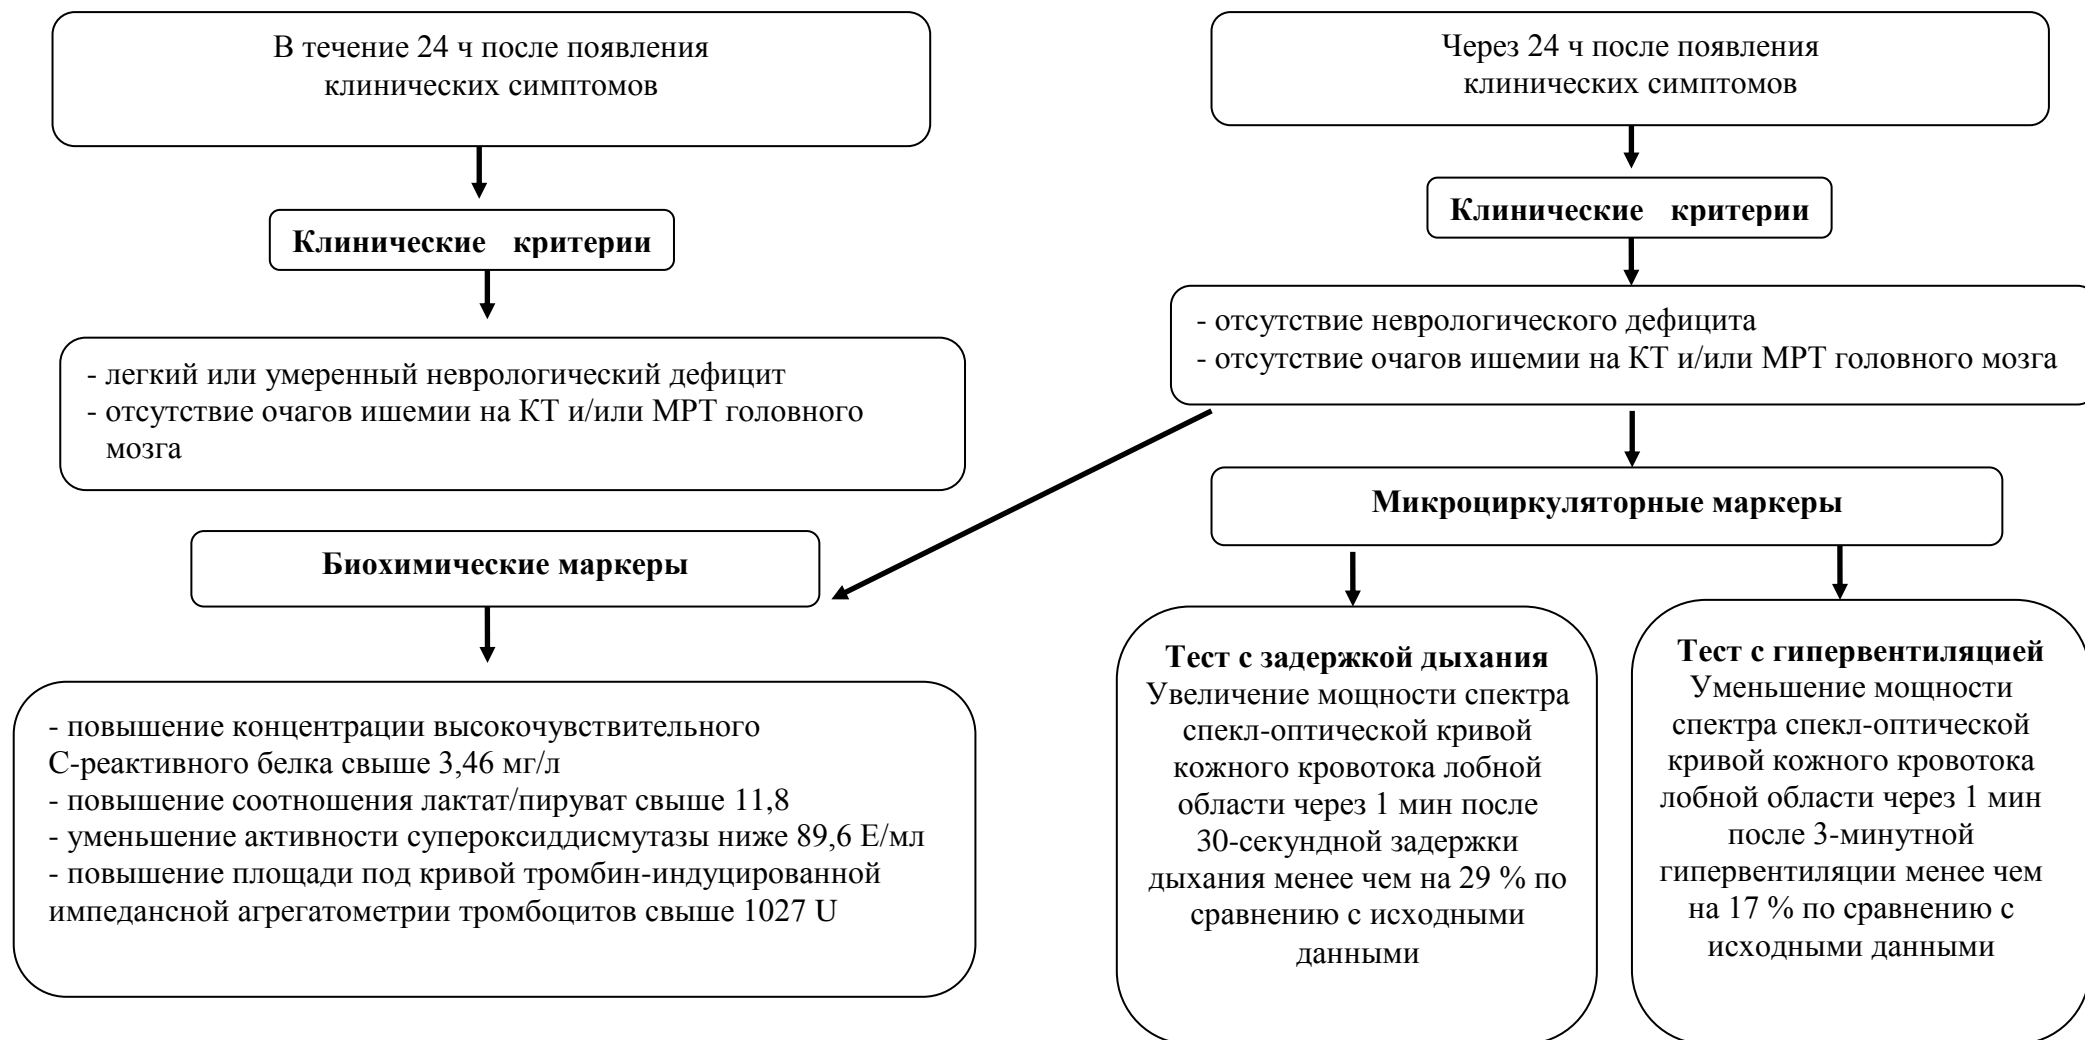 В течение 24 ч после появления
клинических симптомов
Клинические критерии
- легкий или умеренный неврологический дефицит
- отсутствие очагов ишемии на КТ и/или МРТ головного
мозга
Биохимические маркеры
- повышение концентрации высокочувствительного
С-реактивного белка свыше 3,46 мг/л
- повышение соотношения лактат/пируват свыше 11,8
- уменьшение активности супероксиддисмутазы ниже 89,6 Е/мл
- повышение площади под кривой тромбин-индуцированной
импедансной агрегатометрии тромбоцитов свыше 1027 U
Через 24 ч после появления
клинических симптомов
Клинические критерии
- отсутствие неврологического дефицита
- отсутствие очагов ишемии на КТ и/или МРТ головного мозга
Микроциркуляторные маркеры
Тест с задержкой дыхания
Увеличение мощности спектра
спекл-оптической кривой
кожного кровотока лобной
области через 1 мин после
30-секундной задержки
дыхания менее чем на 29 % по
сравнению с исходными
данными
Тест с гипервентиляцией
Уменьшение мощности
спектра спекл-оптической
кривой кожного кровотока
лобной области через 1 мин
после 3-минутной
гипервентиляции менее чем
на 17 % по сравнению с
исходными данными